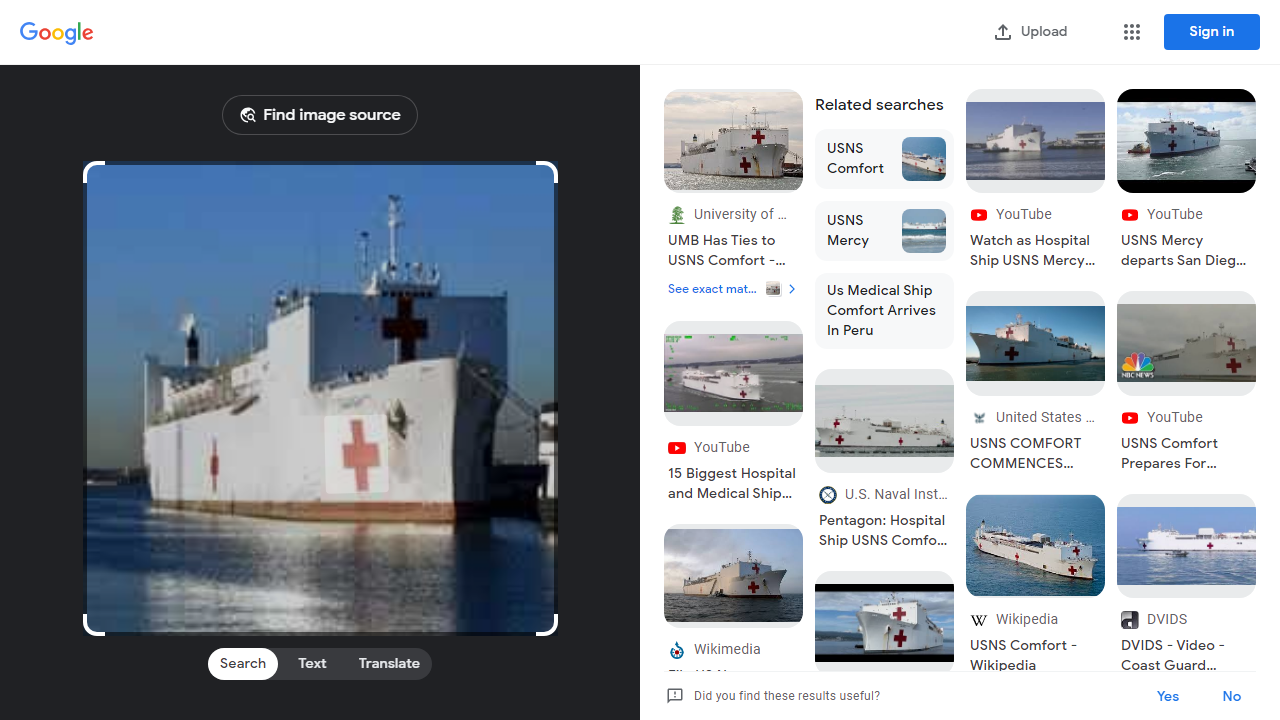 Google
Upload
Sign in
Find image source
Search
Text
Translate
University of ...
UMB Has Ties to
USNS Comfort -...
See exact mat...
YouTube
15 Biggest Hospital
and Medical Ship...
Wikimedia
Related searches
USNS
Comfort
USNS
Mercy
Us Medical Ship
Comfort Arrives
In Peru
U.S. Naval Inst...
Pentagon: Hospital
Ship USNS Comfo...
YouTube
Watch as Hospital
Ship USNS Mercy...
United States ...
USNS COMFORT
COMMENCES...
Wikipedia
USNS Comfort -
Wikipedia
YouTube
USNS Mercy
departs San Dieg...
NBC NEWS
YouTube
USNS Comfort
Prepares For...
DVIDS
DVIDS - Video -
Coast Guard...
Did you find these results useful?
Yes
No